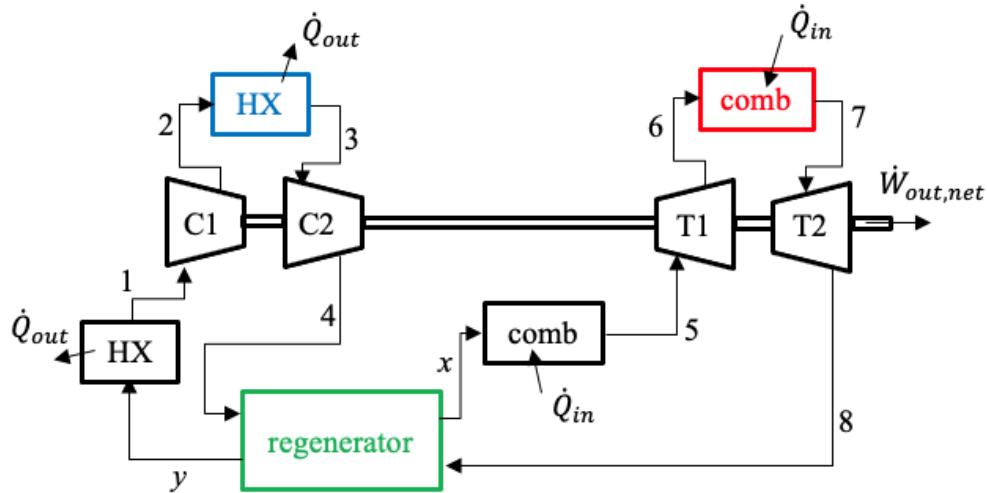 Q̇out
Q̇in
HX
comb
2
3
6
7
C1
C2
T1
T2
Ẇout,net
1
4
5
Q̇out
HX
x
comb
Q̇in
regenerator
8
y